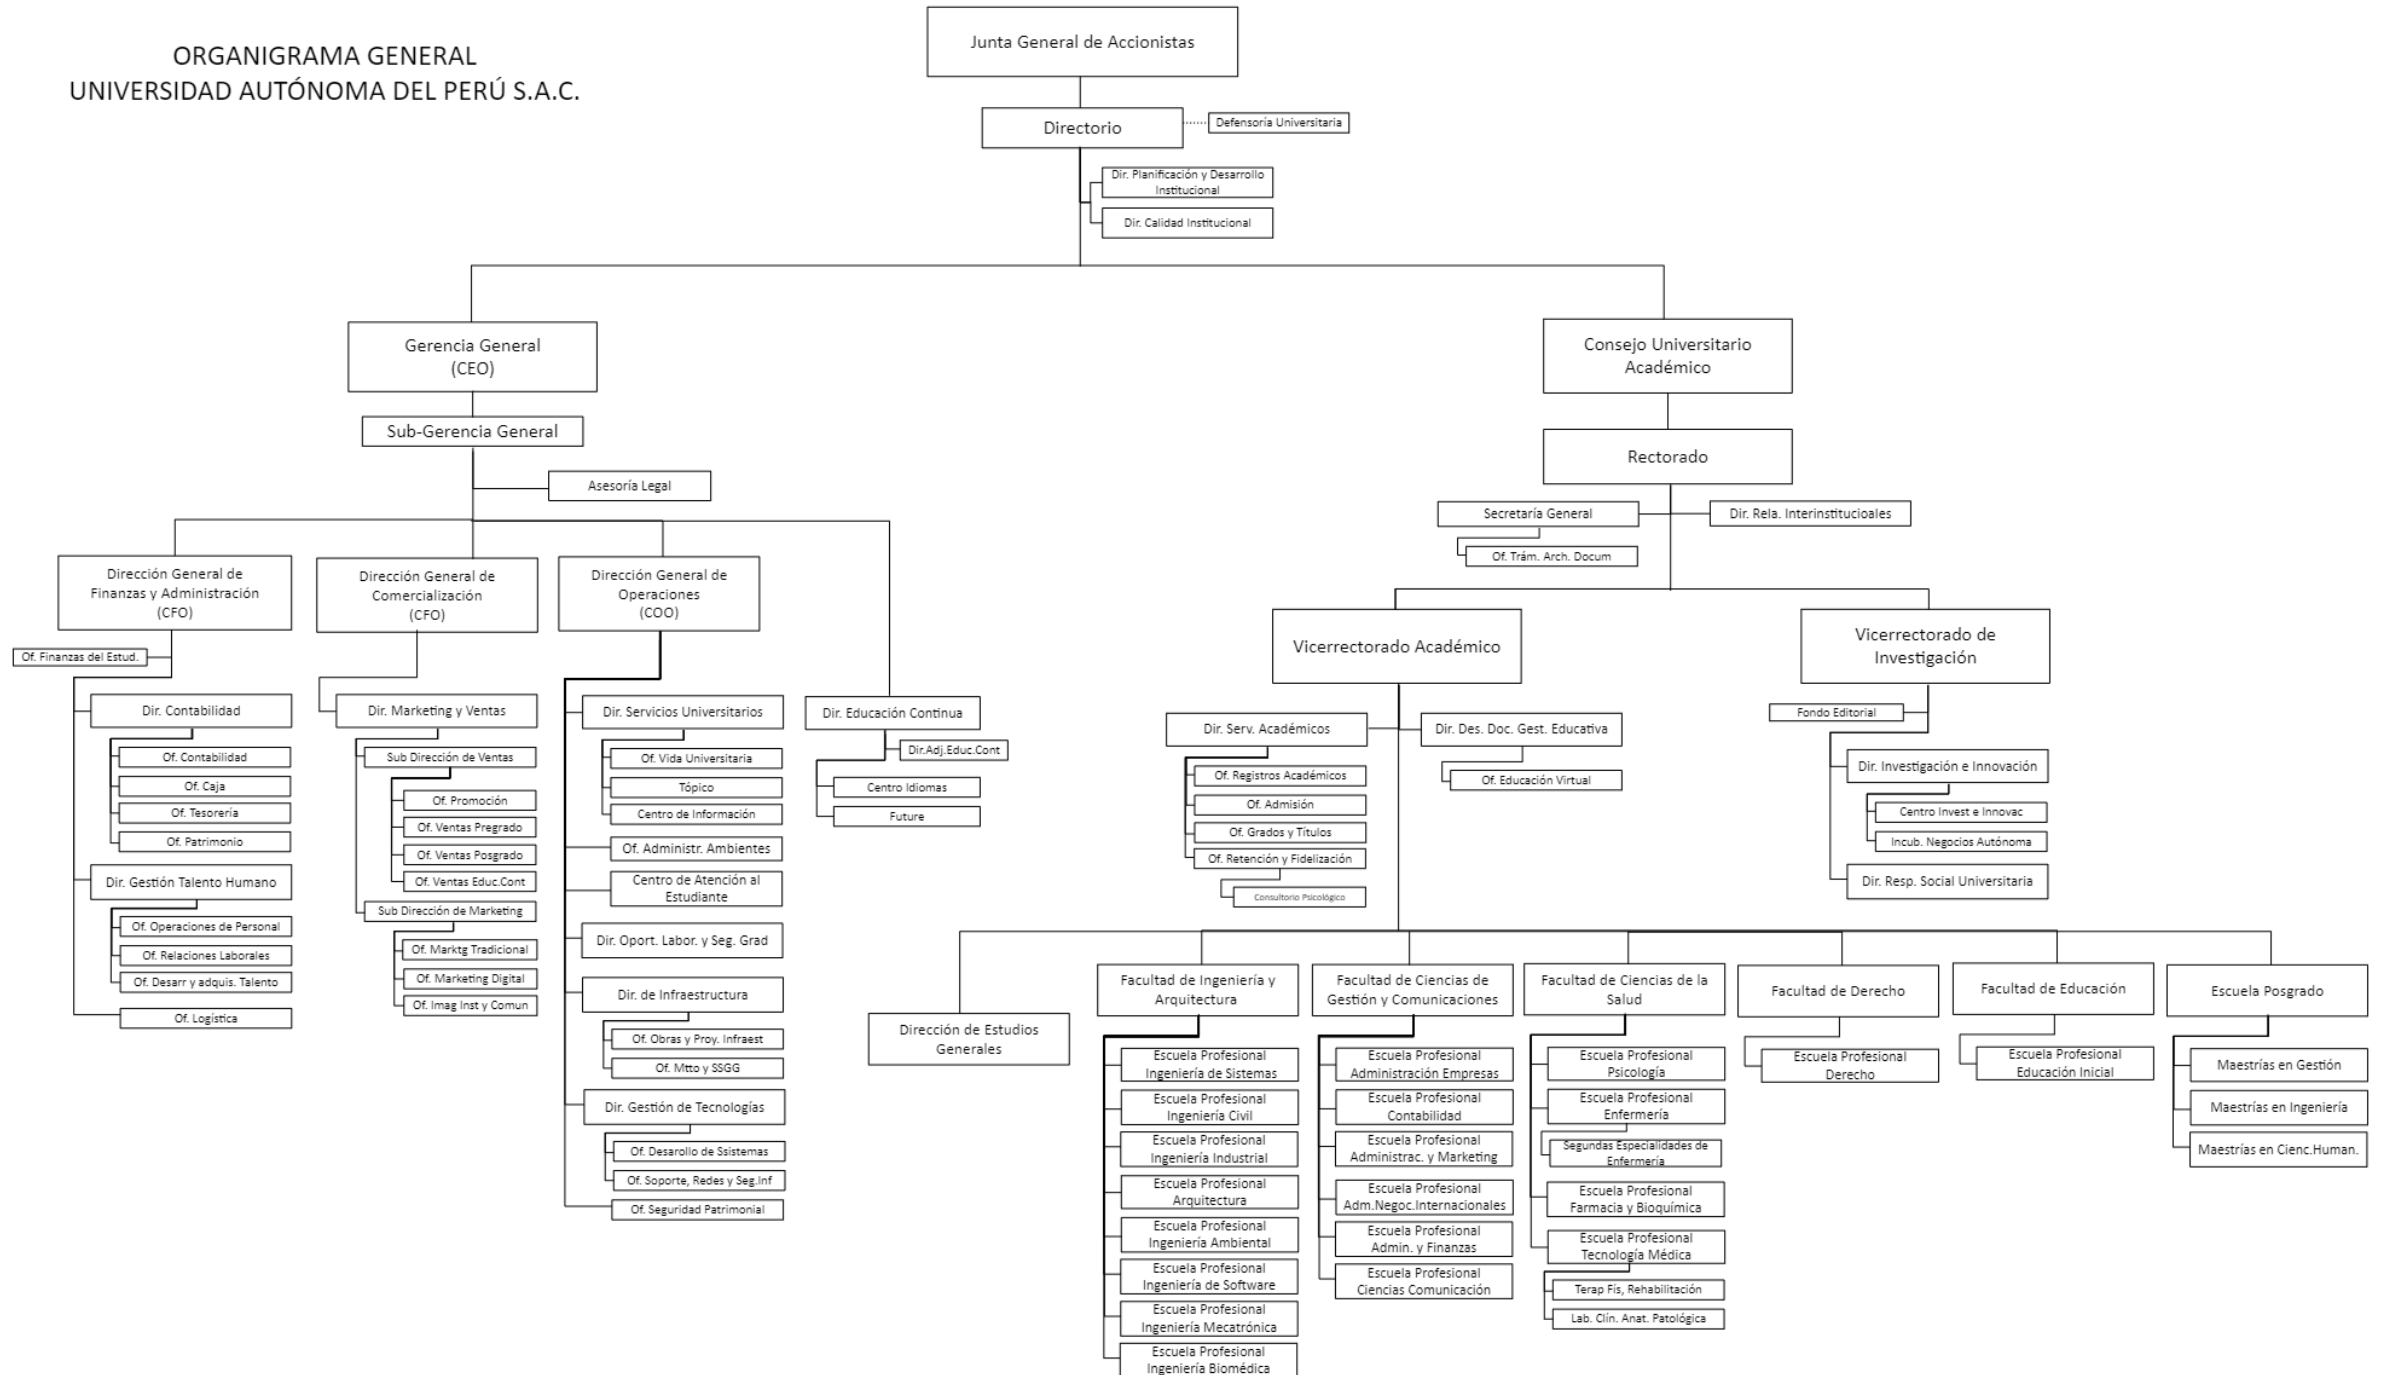 ORGANIGRAMA GENERAL
UNIVERSIDAD AUTÓNOMA DEL PERÚ S.A.C.
Junta General de Accionistas
Directorio
Defensoría Universitaria
Dir. Planificación y Desarrollo
Institucional
Dir. Calidad Institucional
Gerencia General
(CEO)
Sub-Gerencia General
Asesoría Legal
Dirección General de
Finanzas y Administración
(CFO)
Of. Finanzas del Estud.
Dir. Contabilidad
Of. Contabilidad
Of. Caja
Of. Tesorería
Of. Patrimonio
Dir. Gestión Talento Humano
Of. Operaciones de Personal
Of. Relaciones Laborales
Of. Desarr y adquis. Talento
Of. Logística
Dirección General de
Comercialización
(CFO)
Dir. Marketing y Ventas
Sub Dirección de Ventas
Of. Promoción
Of. Ventas Pregrado
Of. Ventas Posgrado
Of. Ventas Educ.Cont
Sub Dirección de Marketing
Of. Marktg Tradicional
Of. Marketing Digital
Of. Imag Inst y Comun
Dirección General de
Operaciones
(COO)
Dir. Servicios Universitarios
Of. Vida Universitaria
Tópico
Centro de Información
Of. Administr. Ambientes
Centro de Atención al
Estudiante
Dir. Oport. Labor. y Seg. Grad
Dir. de Infraestructura
Of. Obras y Proy. Infraest
Of. Mtto y SSGG
Dir. Gestión de Tecnologías
Of. Desarollo de Ssistemas
Of. Soporte, Redes y Seg.Inf
Of. Seguridad Patrimonial
Dir. Educación Continua
Dir.Adj.Educ.Cont
Centro Idiomas
Future
Consejo Universitario
Académico
Rectorado
Secretaría General
Dir. Rela. Interinstitucioales
Of. Trám. Arch. Docum
Vicerrectorado Académico
Dir. Serv. Académicos
Of. Registros Académicos
Of. Admisión
Of. Grados y Títulos
Of. Retención y Fidelización
Consultorio Psicológico
Dir. Des. Doc. Gest. Educativa
Of. Educación Virtual
Vicerrectorado de
Investigación
Fondo Editorial
Dir. Investigación e Innovación
Centro Invest e Innovac
Incub. Negocios Autónoma
Dir. Resp. Social Universitaria
Dirección de Estudios
Generales
Facultad de Ingeniería y
Arquitectura
Escuela Profesional
Ingeniería de Sistemas
Escuela Profesional
Ingeniería Civil
Escuela Profesional
Ingeniería Industrial
Escuela Profesional
Arquitectura
Escuela Profesional
Ingeniería Ambiental
Escuela Profesional
Ingeniería de Software
Escuela Profesional
Ingeniería Mecatrónica
Escuela Profesional
Ingeniería Biomédica
Facultad de Ciencias de
Gestión y Comunicaciones
Escuela Profesional
Administración Empresas
Escuela Profesional
Contabilidad
Escuela Profesional
Administrac. y Marketing
Escuela Profesional
Adm.Negoc.Internacionales
Escuela Profesional
Admin. y Finanzas
Escuela Profesional
Ciencias Comunicación
Facultad de Ciencias de la
Salud
Escuela Profesional
Psicología
Escuela Profesional
Enfermería
Segundas Especialidades de
Enfermería
Escuela Profesional
Farmacia y Bioquímica
Escuela Profesional
Tecnología Médica
Terap Fís, Rehabilitación
Lab. Clín. Anat. Patológica
Facultad de Derecho
Escuela Profesional
Derecho
Facultad de Educación
Escuela Profesional
Educación Inicial
Escuela Posgrado
Maestrías en Gestión
Maestrías en Ingeniería
Maestrías en Cienc.Human.